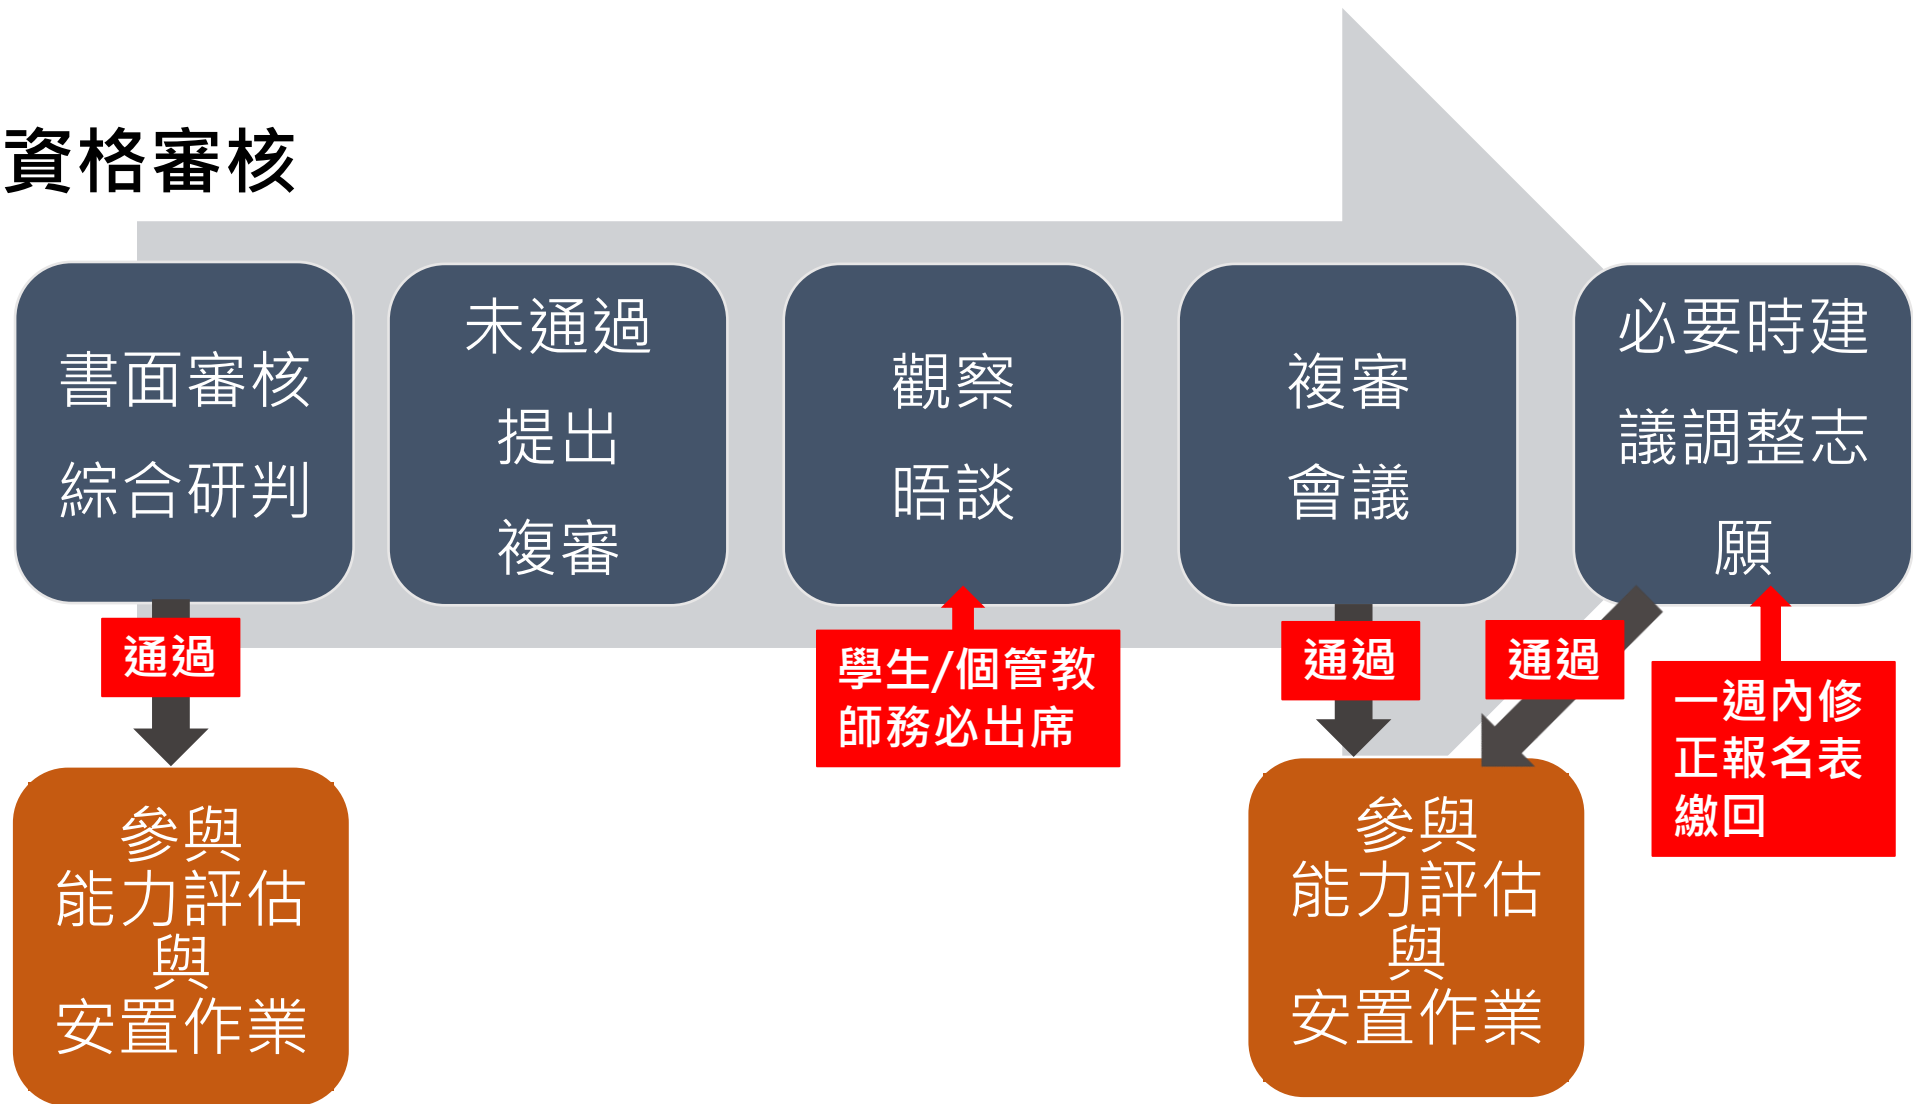 資格審核
書面審核
綜合研判
未通過
提出
複審
觀察
晤談
複審
會議
必要時建
議調整志
願
通過
學生/個管教
師務必出席
通過
通過
一週內修
正報名表
繳回
參與
能力評估
與
安置作業
參與
能力評估
與
安置作業